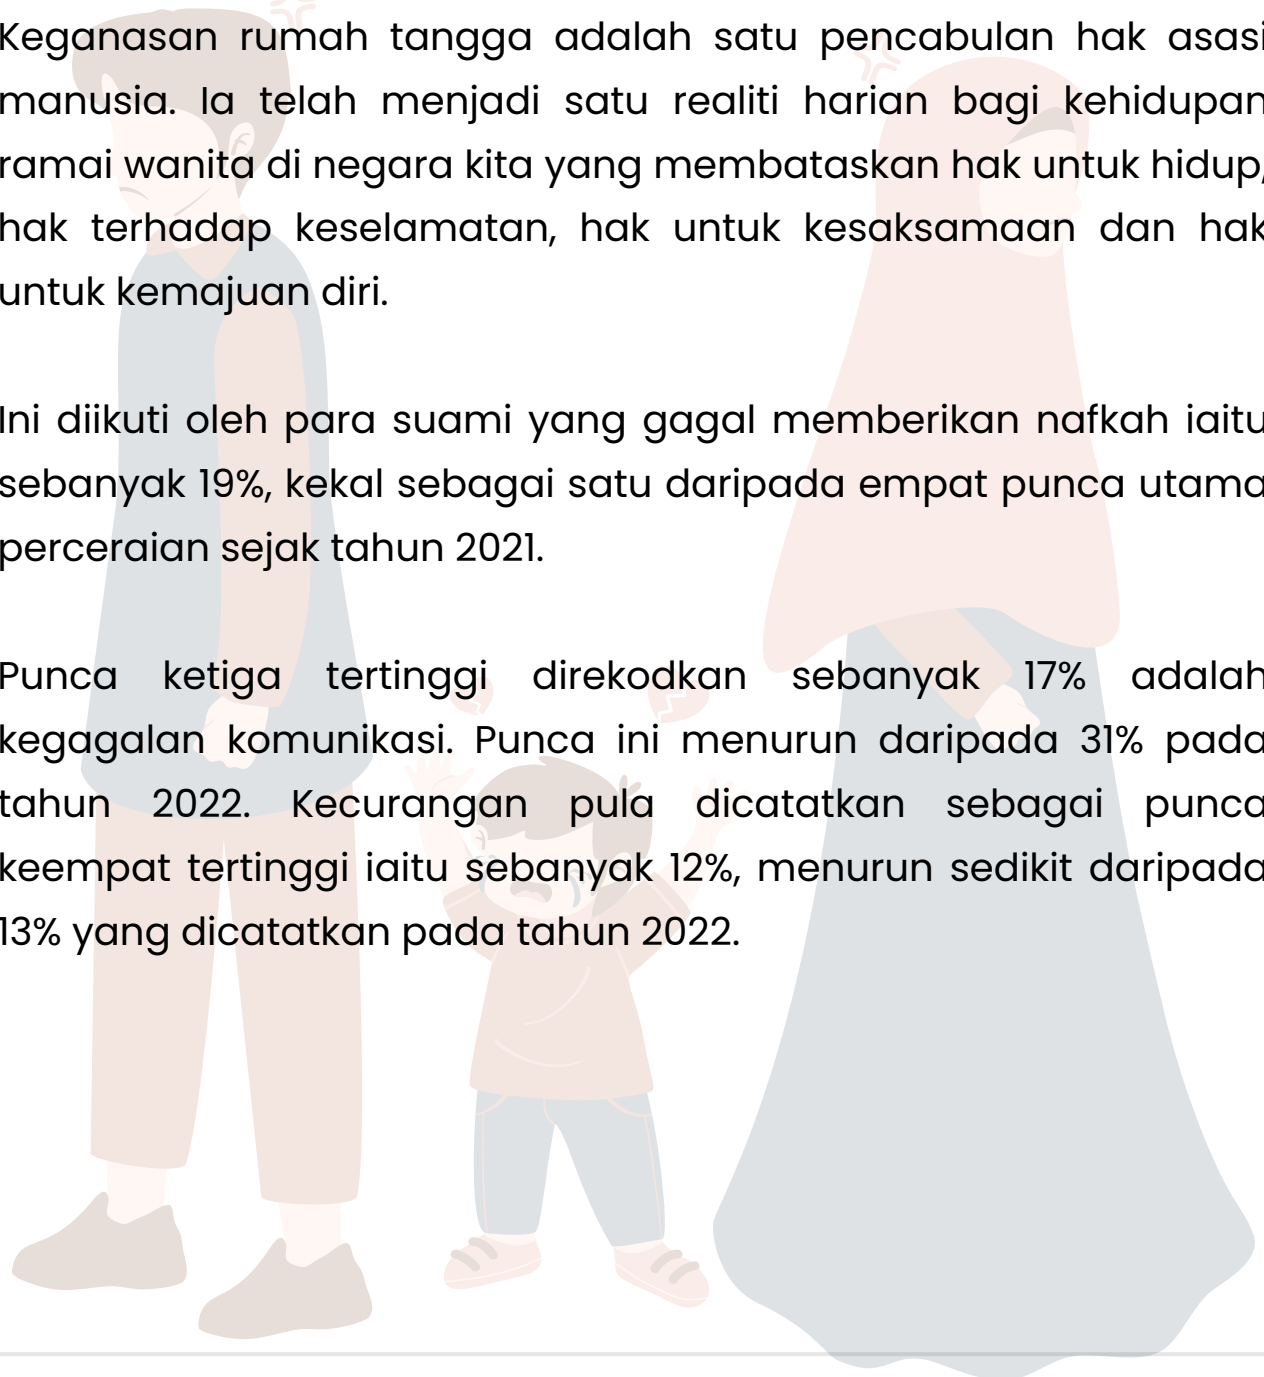 Keganasan rumah tangga adalah satu pencabulan hak asasi
manusia. Ia telah menjadi satu realiti harian bagi kehidupan
ramai wanita di negara kita yang membataskan hak untuk hidup,
hak terhadap keselamatan, hak untuk kesaksamaan dan hak
untuk kemajuan diri.
Ini diikuti oleh para suami yang gagal memberikan nafkah iaitu
sebanyak 19%, kekal sebagai satu daripada empat punca utama
perceraian sejak tahun 2021.
Punca ketiga tertinggi direkodkan sebanyak 17% adalah
kegagalan komunikasi. Punca ini menurun daripada 31% pada
tahun 2022. Kecurangan pula dicatatkan sebagai punca
keempat tertinggi iaitu sebanyak 12%, menurun sedikit daripada
13% yang dicatatkan pada tahun 2022.